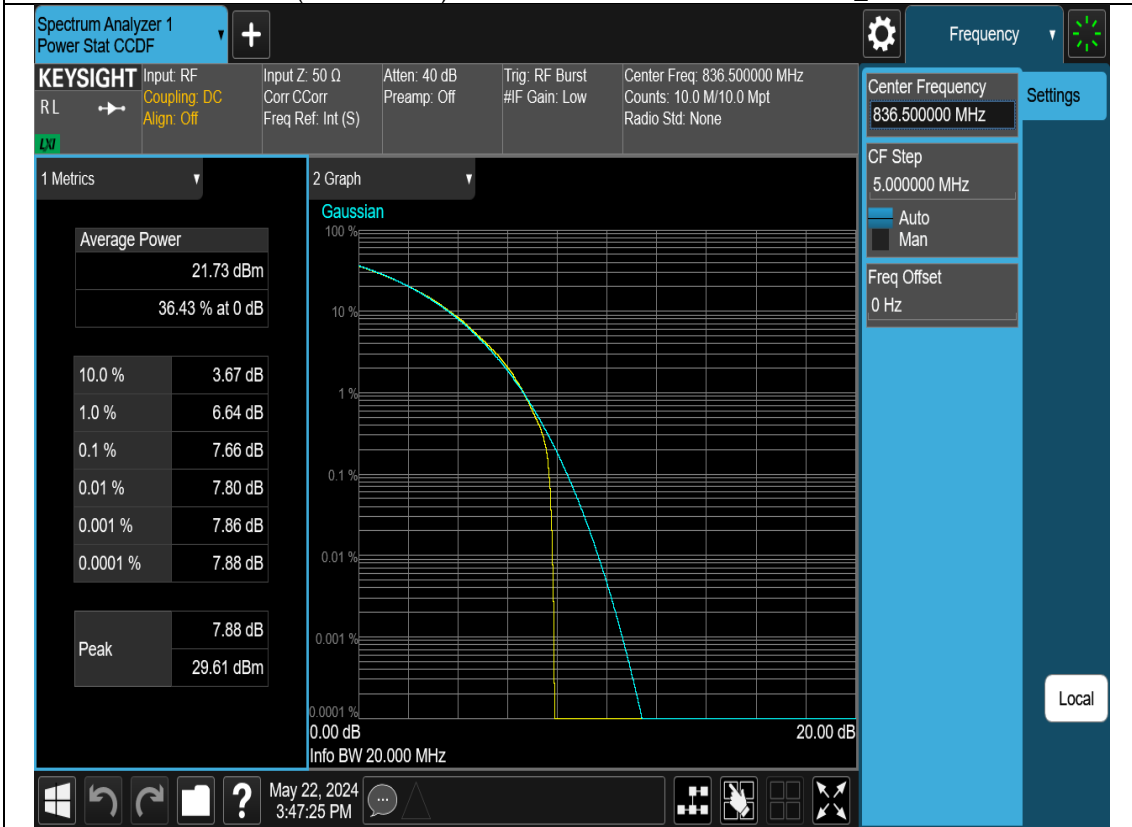 Spectrum Analyzer 1
Power Stat CCDF
Frequency
KEYSIGHT
R L
LXI
Input: RF
Coupling: DC
Align: Off
Input Z: 50 Ω
Corr CCorr
Freq Ref: Int (S)
Atten: 40 dB
Preamp: Off
Trig: RF Burst
#IF Gain: Low
Center Freq: 836.500000 MHz
Counts: 10.0 M/10.0 Mpt
Radio Std: None
Center Frequency
836.500000 MHz
Settings
CF Step
5.000000 MHz
Auto
Man
Freq Offset
0 Hz
1 Metrics
Average Power
21.73 dBm
36.43 % at 0 dB
10.0 % 3.67 dB
1.0 % 6.64 dB
0.1 % 7.66 dB
0.01 % 7.80 dB
0.001 % 7.86 dB
0.0001 % 7.88 dB
Peak
7.88 dB
29.61 dBm
2 Graph
Gaussian
100 %
10 %
1 %
0.1 %
0.01 %
0.001 %
0.0001 %
0.00 dB 20.00 dB
Info BW 20.000 MHz
Local
?
May 22, 2024
3:47:25 PM